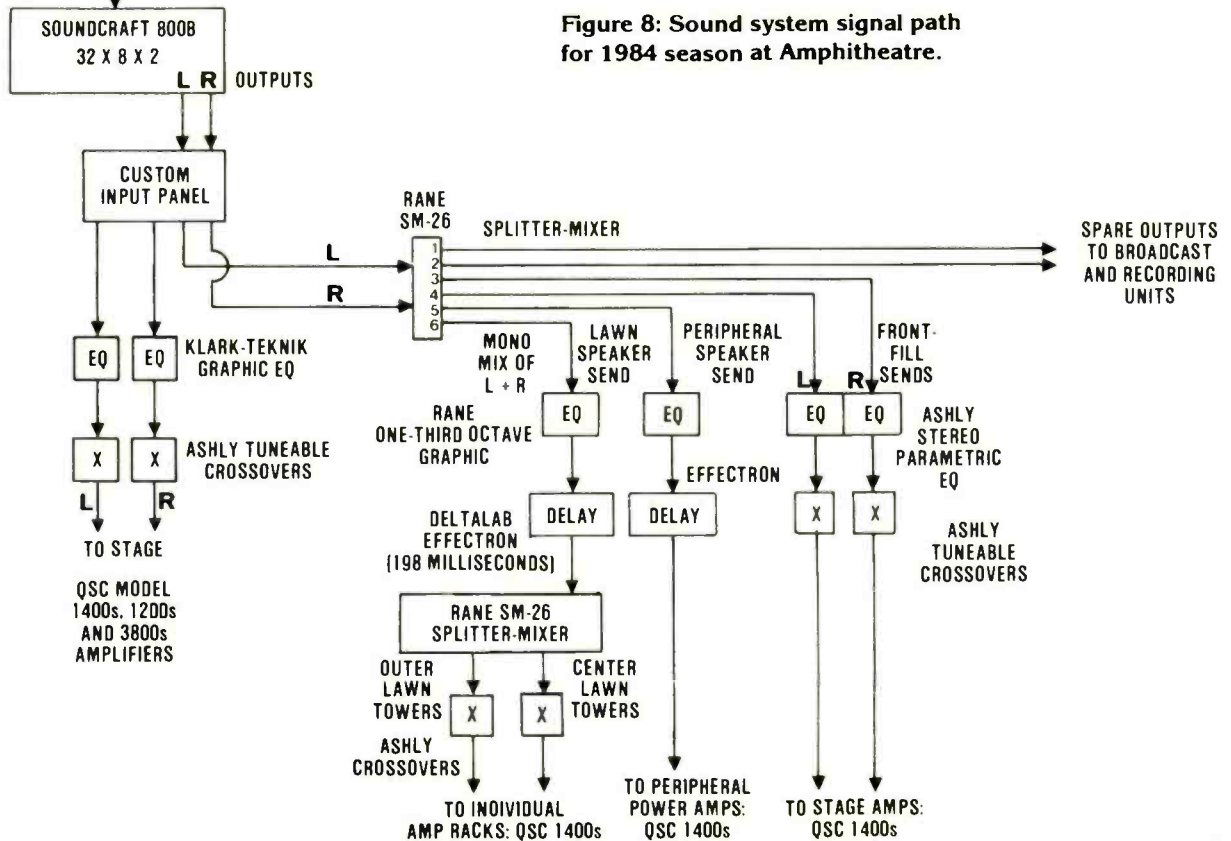 Figure 8: Sound system signal path
for 1984 season at Amphitheatre.
SOUNDCRAFT 800B
32 X 8 X 2
L R OUTPUTS
CUSTOM
INPUT PANEL
RANE
SM-26
SPLITTER-MIXER
L
R
1
2
3
4
5
6
SPARE OUTPUTS
TO BROADCAST
AND RECORDING
UNITS
EQ
EQ
KLARK-TEKNIK
GRAPHIC EQ
X
X
ASHLY TUNEABLE
CROSSOVERS
L
R
TO STAGE
QSC MODEL
1400s, 1200s
AND 3800s
AMPLIFIERS
MONO
MIX OF
L + R
LAWN
SPEAKER
SEND
PERIPHERAL
SPEAKER
SEND
FRONT-
FILL
SENDS
L
R
RANE
ONE-THIRD OCTAVE
GRAPHIC
EQ
EQ
EQ
EQ
ASHLY
STEREO
PARAMETRIC
EQ
EFFECTRON
DELTALAB
EFFECTRON
(198 MILLISECONDS)
DELAY
DELAY
X
X
ASHLY
TUNEABLE
CROSSOVERS
RANE SM-26
SPLITTER-MIXER
OUTER
LAWN
TOWERS
CENTER
LAWN
TOWERS
X
X
ASHLY
CROSSOVERS
TO INOIVIDUAL
AMP RACKS: QSC 1400s
TO PERIPHERAL
POWER AMPS:
QSC 1400s
TO STAGE AMPS:
QSC 1400s